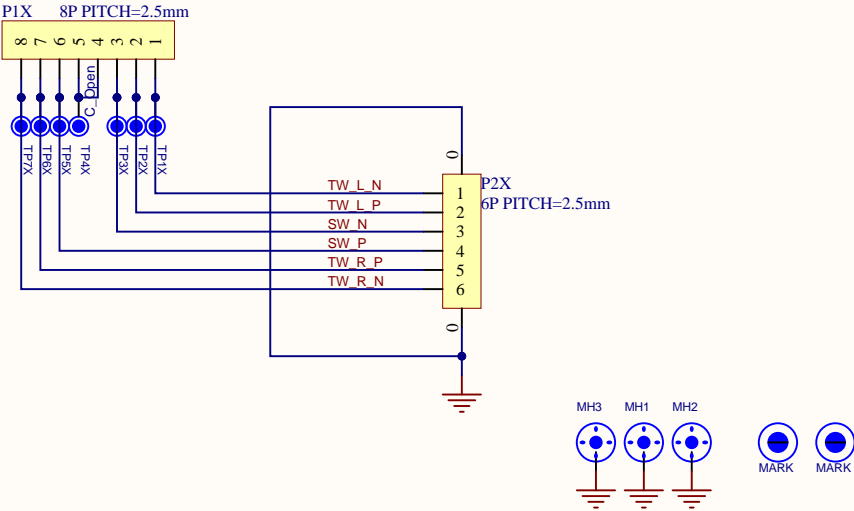 P1X 8P PITCH=2.5mm
8 7 6 5 4 3 2 1
C_Open
TP7X TP6X TP5X TP4X TP3X TP2X TP1X
0
P2X
6P PITCH=2.5mm
TW_L_N 1
TW_L_P 2
SW_N 3
SW_P 4
TW_R_P 5
TW_R_N 6
0
MH3 MH1 MH2
MARK MARK